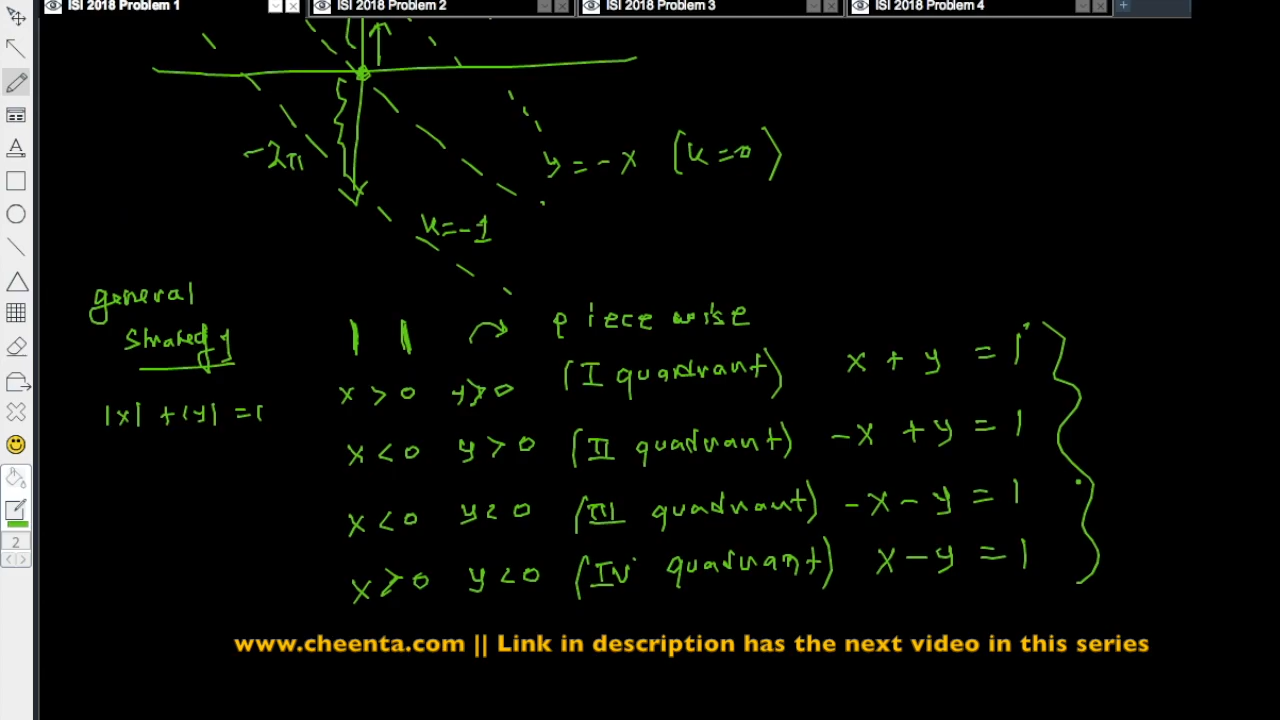 ISI 2018 Problem 1 ISI 2018 Problem 2 ISI 2018 Problem 3 ISI 2018 Problem 4
-2π
y = -x (k=0)
k=-1
general
strategy
|x| + |y| = 1
| | piecewise
x > 0 y > 0 (I quadrant) x + y = 1
x < 0 y > 0 (II quadrant) -x + y = 1
x < 0 y < 0 (III quadrant) -x - y = 1
x > 0 y < 0 (IV quadrant) x - y = 1
www.cheenta.com || Link in description has the next video in this series
2